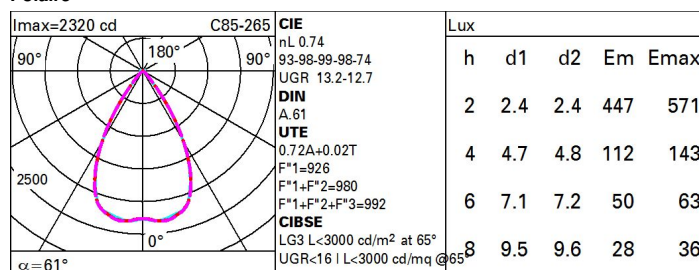 Imax=2320 cd C85-265
90° 180° 90°
2500
0°
α=61°
CIE
nL 0.74
93-98-99-98-74
UGR 13.2-12.7
DIN
A.61
UTE
0.72A+0.02T
F"1=926
F"1+F"2=980
F"1+F"2+F"3=992
CIBSE
LG3 L<3000 cd/m² at 65°
UGR<16 | L<3000 cd/mq @65°
Lux
h d1 d2 Em Emax
2 2.4 2.4 447 571
4 4.7 4.8 112 143
6 7.1 7.2 50 63
8 9.5 9.6 28 36